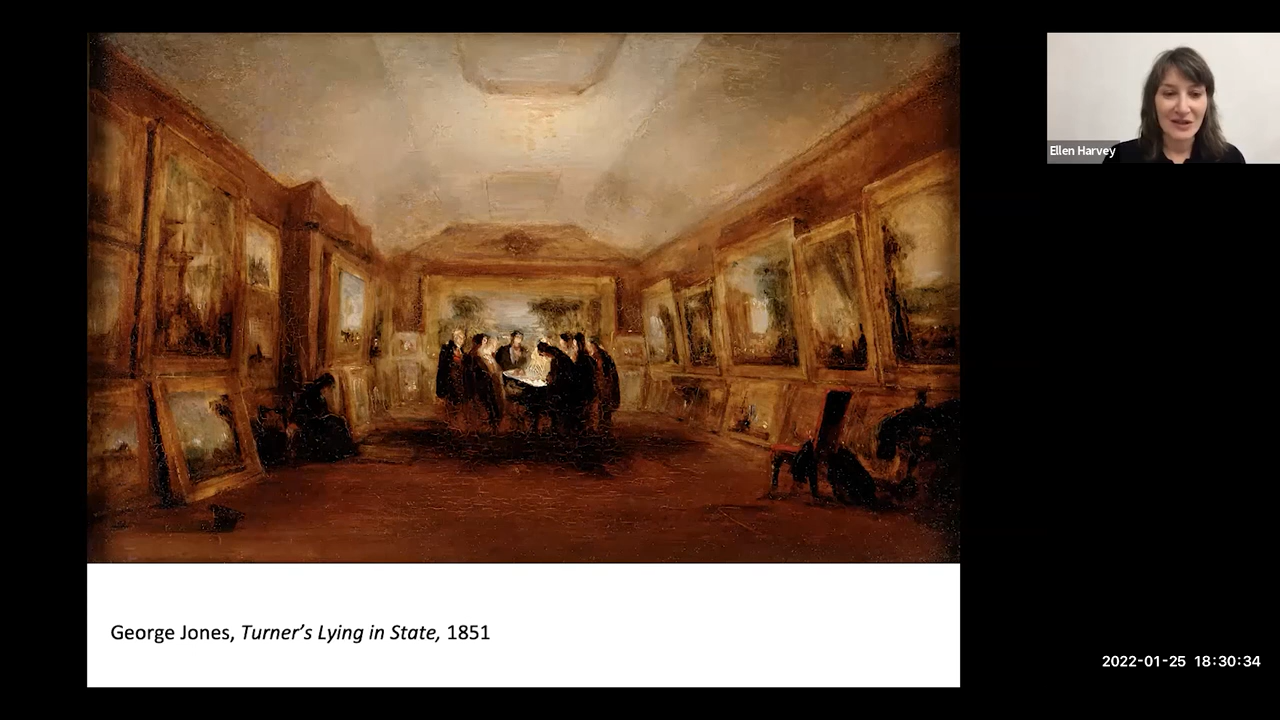 Ellen Harvey
George Jones, Turner's Lying in State, 1851
2022-01-25 18:30:34